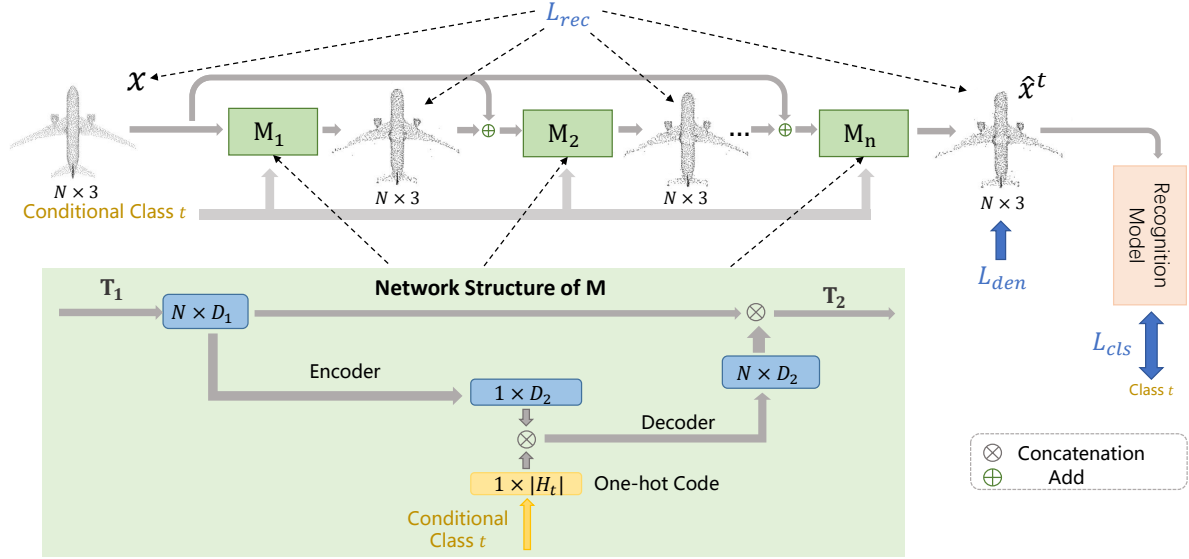 L_rec
x
x̂^t
M_1
M_2
...
M_n
N × 3
N × 3
N × 3
N × 3
Conditional Class t
Recognition
Model
L_den
L_cls
Class t
Network Structure of M
T_1
T_2
N × D_1
Encoder
1 × D_2
N × D_2
Decoder
1 × |H_t|
One-hot Code
Conditional
Class t
Concatenation
Add